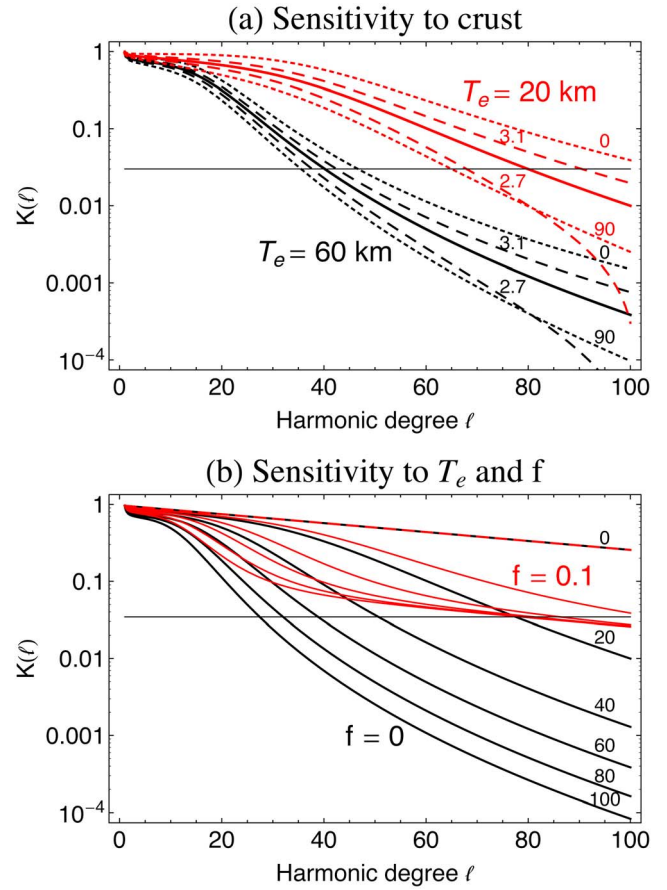 (a) Sensitivity to crust
1
0.1
0.01
0.001
10⁻⁴
K(ℓ)
Tₑ = 20 km
3.1
0
2.7
90
Tₑ = 60 km
3.1
0
2.7
90
0 20 40 60 80 100
Harmonic degree ℓ
(b) Sensitivity to Tₑ and f
1
0.1
0.01
0.001
10⁻⁴
K(ℓ)
0
f = 0.1
20
40
f = 0
60
80
100
0 20 40 60 80 100
Harmonic degree ℓ